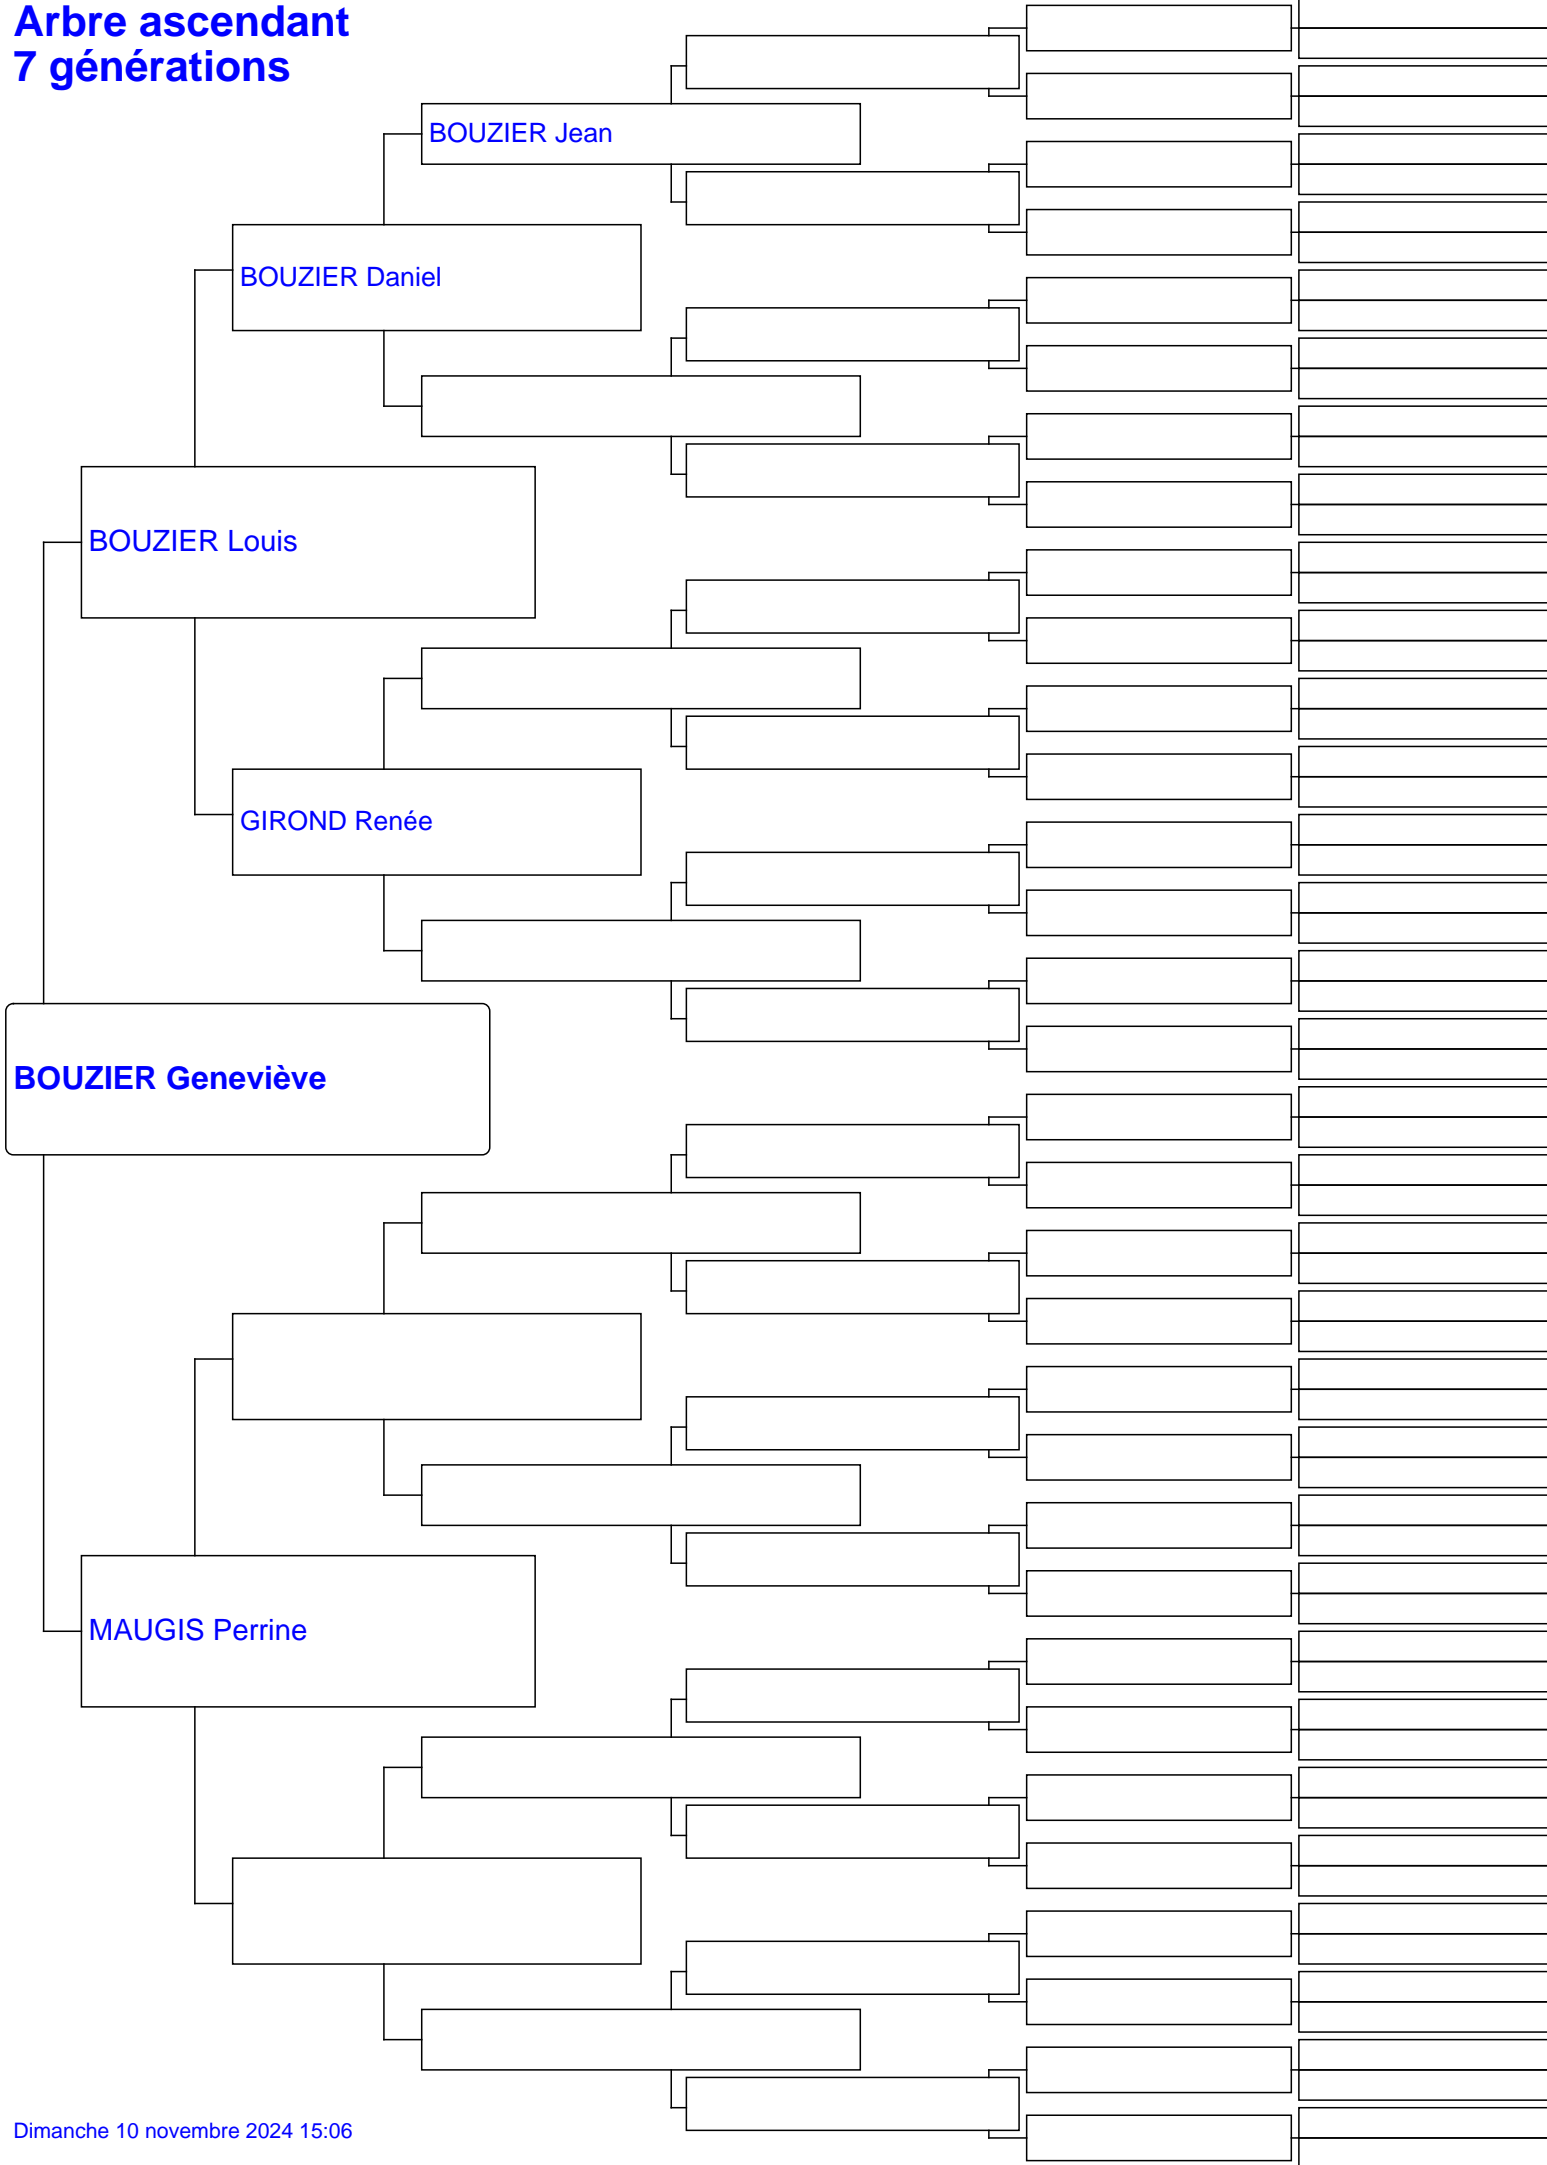 Arbre ascendant
7 générations
BOUZIER Jean
BOUZIER Daniel
BOUZIER Louis
GIROND Renée
BOUZIER Geneviève
MAUGIS Perrine
Dimanche 10 novembre 2024 15:06